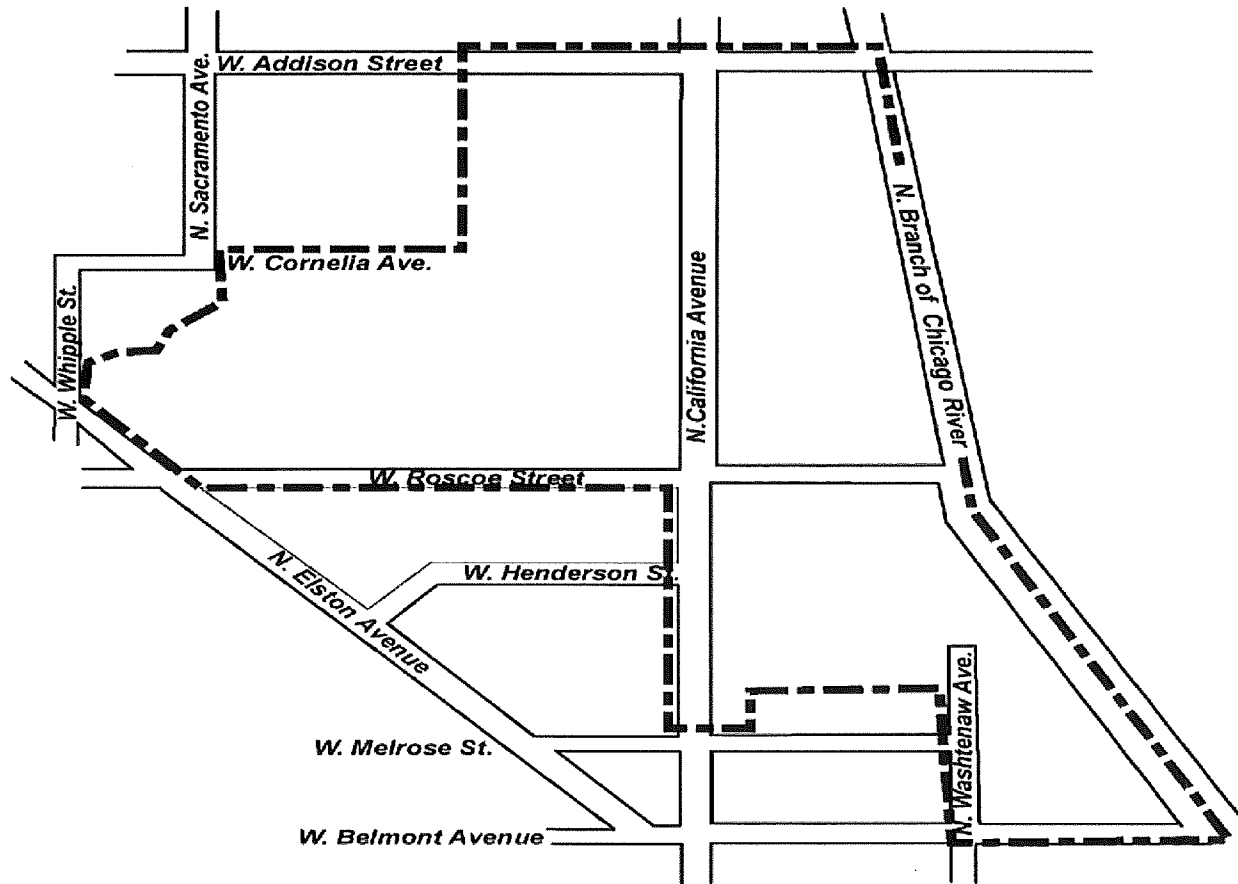 W. Addison Street
N. Sacramento Ave.
W. Cornelia Ave.
N. Branch of Chicago River
W. Whipple St.
N.California Avenue
W. Roscoe Street
W. Henderson St.
N. Elston Avenue
N. Washtenaw Ave.
W. Melrose St.
W. Belmont Avenue